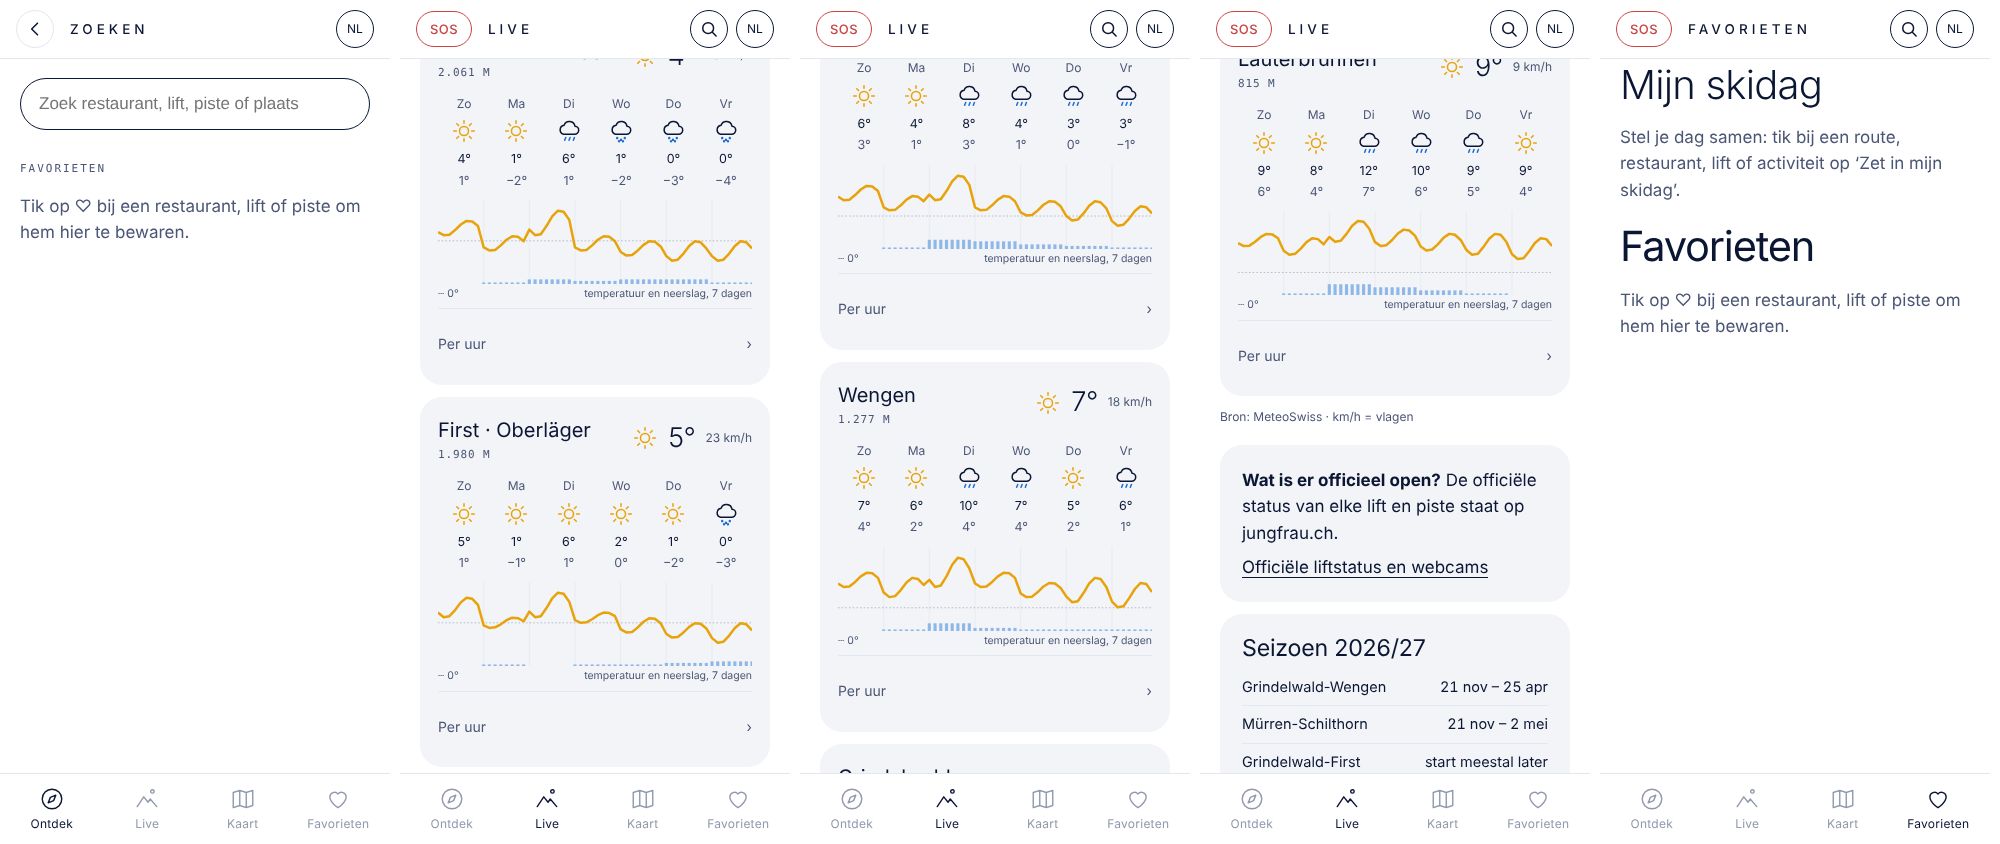 ZOEKEN
NL
Zoek restaurant, lift, piste of plaats
FAVORIETEN
Tik op ♡ bij een restaurant, lift of piste om
hem hier te bewaren.
Ontdek Live Kaart Favorieten
SOS LIVE NL
2.061 M
Zo Ma Di Wo Do Vr
4° 1° 6° 1° 0° 0°
1° −2° 1° −2° −3° −4°
0° temperatuur en neerslag, 7 dagen
Per uur ›
First · Oberläger 5° 23 km/h
1.980 M
Zo Ma Di Wo Do Vr
5° 1° 6° 2° 1° 0°
1° −1° 1° 0° −2° −3°
0° temperatuur en neerslag, 7 dagen
Per uur ›
Ontdek Live Kaart Favorieten
SOS LIVE NL
Zo Ma Di Wo Do Vr
6° 4° 8° 4° 3° 3°
3° 1° 3° 1° 0° −1°
0° temperatuur en neerslag, 7 dagen
Per uur ›
Wengen 7° 18 km/h
1.277 M
Zo Ma Di Wo Do Vr
7° 6° 10° 7° 5° 6°
4° 2° 4° 4° 2° 1°
0° temperatuur en neerslag, 7 dagen
Per uur ›
Ontdek Live Kaart Favorieten
SOS LIVE NL
Lauterbrunnen 9° 9 km/h
815 M
Zo Ma Di Wo Do Vr
9° 8° 12° 10° 9° 9°
6° 4° 7° 6° 5° 4°
0° temperatuur en neerslag, 7 dagen
Per uur ›
Bron: MeteoSwiss · km/h = vlagen
Wat is er officieel open? De officiële
status van elke lift en piste staat op
jungfrau.ch.
Officiële liftstatus en webcams
Seizoen 2026/27
Grindelwald-Wengen 21 nov – 25 apr
Mürren-Schilthorn 21 nov – 2 mei
Grindelwald-First start meestal later
Ontdek Live Kaart Favorieten
SOS FAVORIETEN NL
Mijn skidag
Stel je dag samen: tik bij een route,
restaurant, lift of activiteit op ‘Zet in mijn
skidag’.
Favorieten
Tik op ♡ bij een restaurant, lift of piste om
hem hier te bewaren.
Ontdek Live Kaart Favorieten